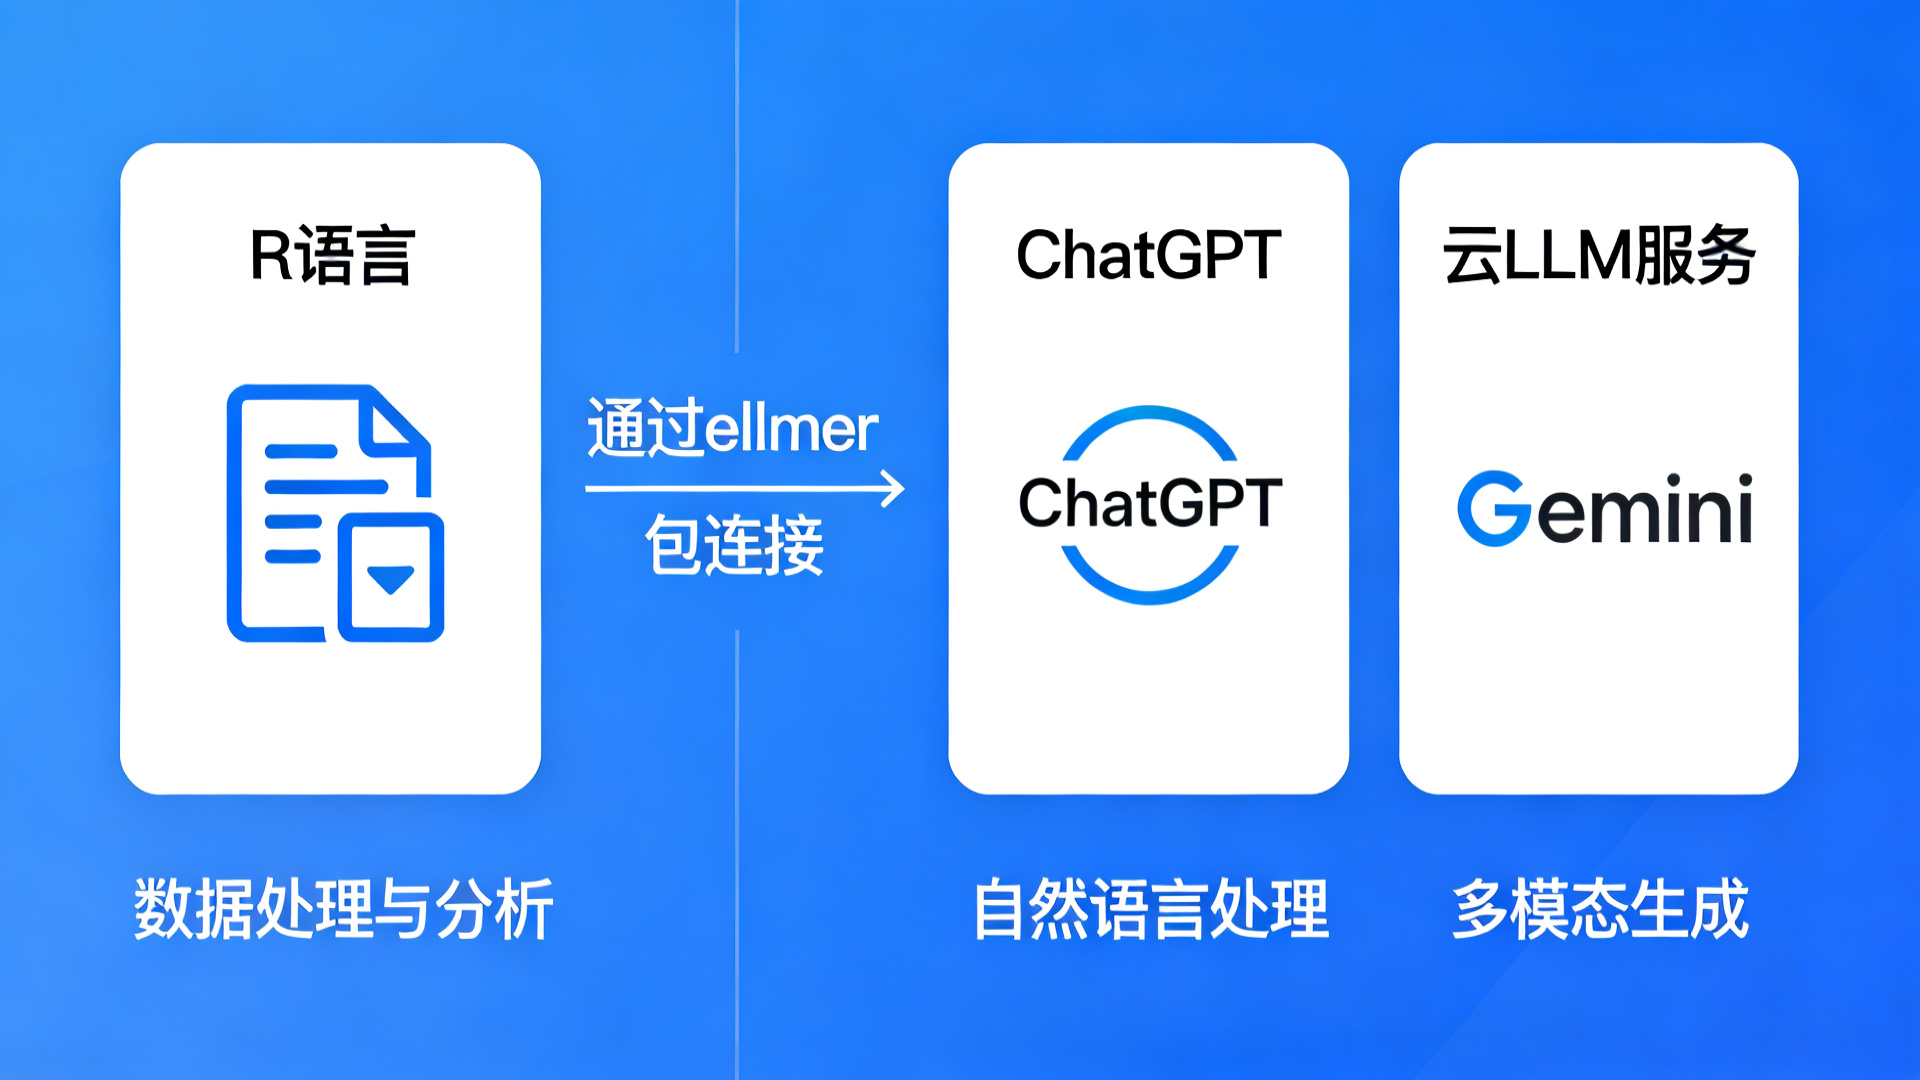 R语言
通过ellmer
包连接
ChatGPT
ChatGPT
云LLM服务
Gemini
数据处理与分析
自然语言处理
多模态生成